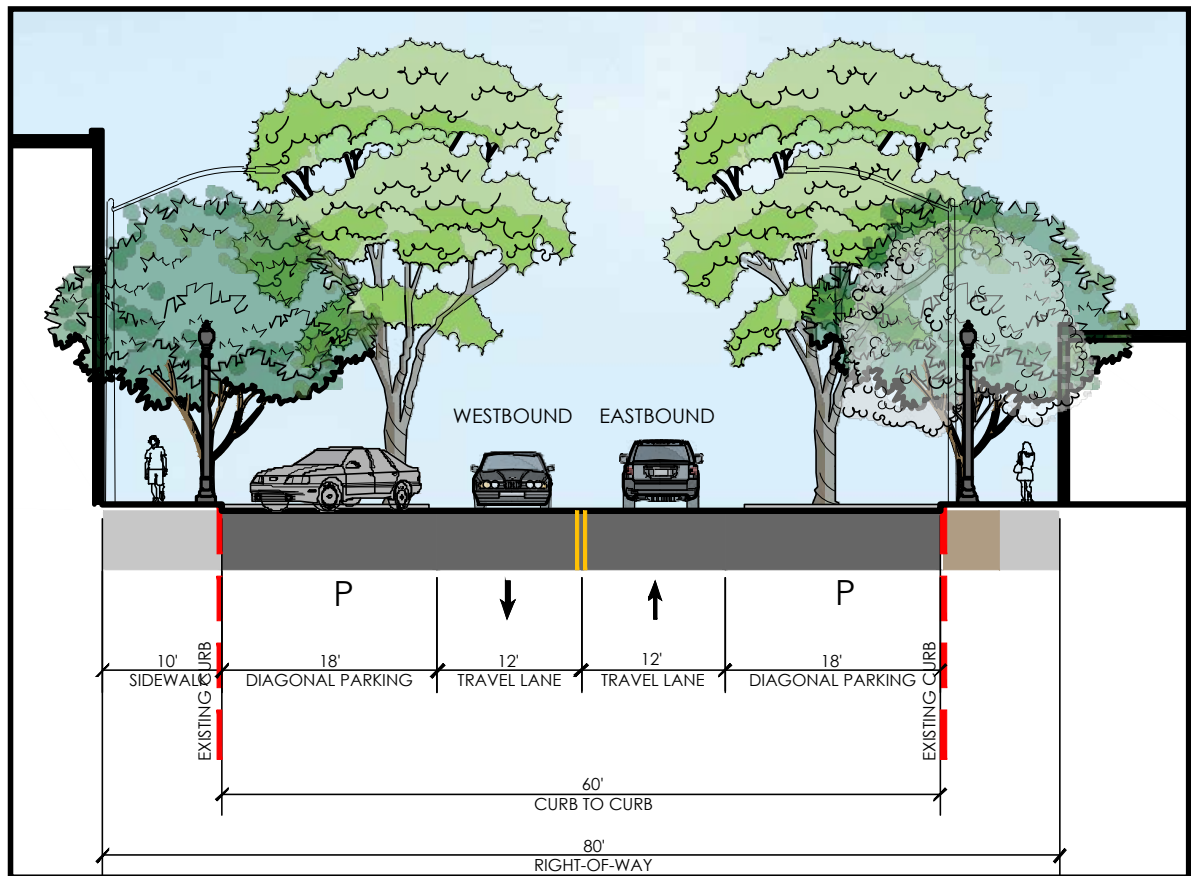 WESTBOUND EASTBOUND
P P
10' 18' 12' 12' 18'
SIDEWALK DIAGONAL PARKING TRAVEL LANE TRAVEL LANE DIAGONAL PARKING
EXISTING CURB
EXISTING CURB
60'
CURB TO CURB
80'
RIGHT-OF-WAY